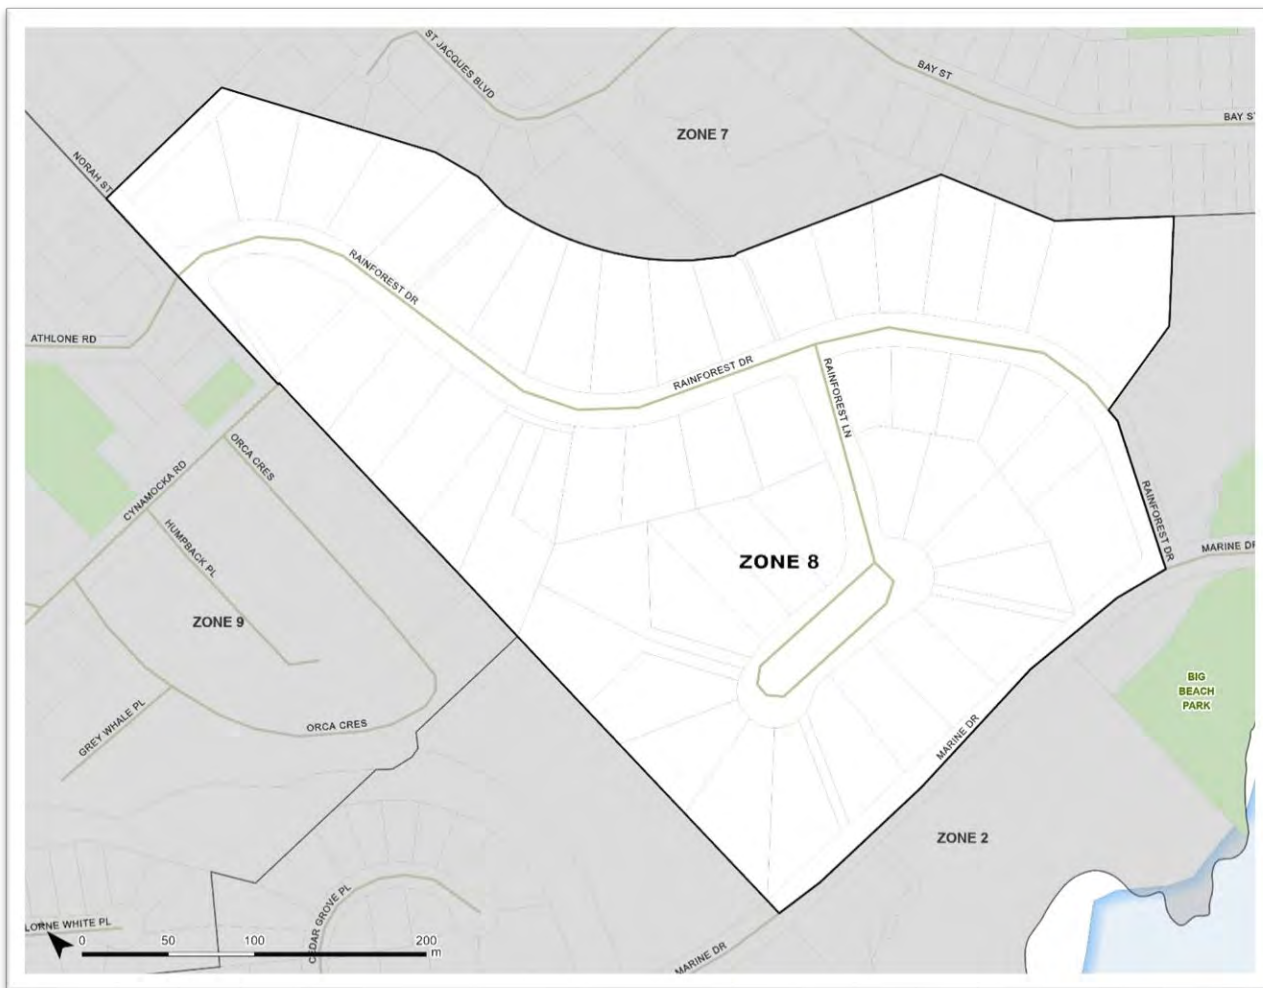 ST JACQUES BLVD
BAY ST
BAY S
ZONE 7
NORAH ST
RAINFOREST DR
ATHLONE RD
RAINFOREST DR
RAINFOREST LN
ORCA CRES
CYNAMOCKA RD
RAINFOREST DR
HUMPBACK PL
MARINE DR
ZONE 8
ZONE 9
BIG
BEACH
PARK
GREY WHALE PL
ORCA CRES
MARINE DR
ZONE 2
LORNE WHITE PL
CEDAR GROVE PL
MARINE DR
0 50 100 200
m